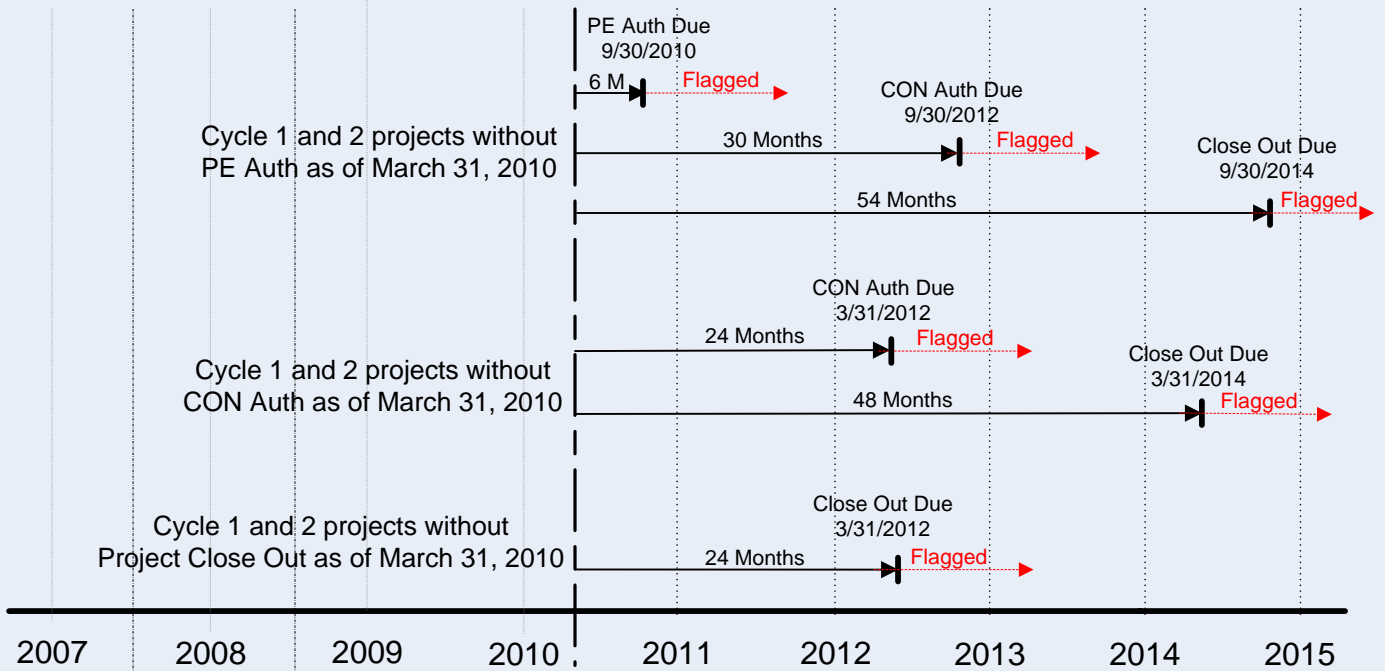 PE Auth Due
9/30/2010
6 M
Flagged
CON Auth Due
9/30/2012
Cycle 1 and 2 projects without
PE Auth as of March 31, 2010
30 Months
Flagged
Close Out Due
9/30/2014
54 Months
Flagged
CON Auth Due
3/31/2012
24 Months
Flagged
Cycle 1 and 2 projects without
CON Auth as of March 31, 2010
Close Out Due
3/31/2014
48 Months
Flagged
Close Out Due
3/31/2012
Cycle 1 and 2 projects without
Project Close Out as of March 31, 2010
24 Months
Flagged
2007 2008 2009 2010 2011 2012 2013 2014 2015